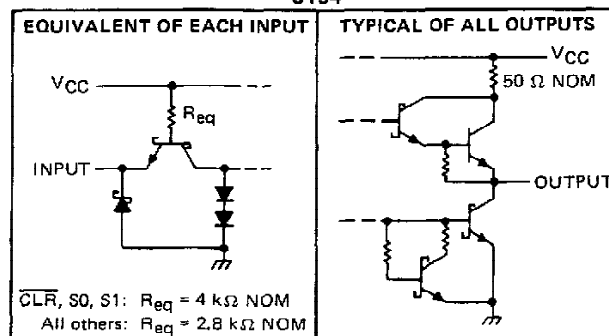 EQUIVALENT OF EACH INPUT
VCC
Req
INPUT
CLR, S0, S1: Req = 4 kΩ NOM
All others: Req = 2.8 kΩ NOM
TYPICAL OF ALL OUTPUTS
VCC
50 Ω NOM
OUTPUT